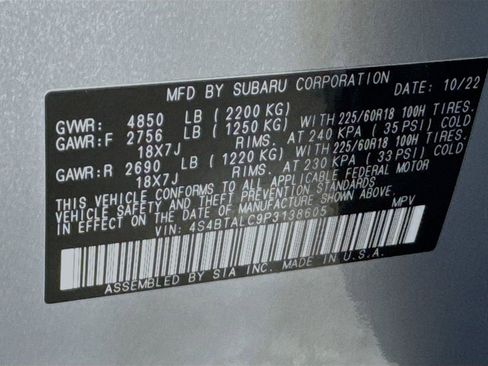 MFD BY SUBARU CORPORATION DATE: 10/22
GVWR: 4850 LB (2200 KG)
GAWR:F 2756 LB (1250 KG) WITH 225/60R18 100H TIRES.
18X7J RIMS. AT 240 KPA (35 PSI) COLD
GAWR:R 2690 LB (1220 KG) WITH 225/60R18 100H TIRES.
18X7J RIMS. AT 230 KPA (33 PSI) COLD
THIS VEHICLE CONFORMS TO ALL APPLICABLE FEDERAL MOTOR
VEHICLE SAFETY AND THEFT PREVENTION STANDARDS
IN EFFECT ON THE DATE OF MANUFACTURE SHOWN ABOVE.
VIN: 4S4BTALC9P3138605 MPV
ASSEMBLED BY SIA INC. MADE IN U.S.A.